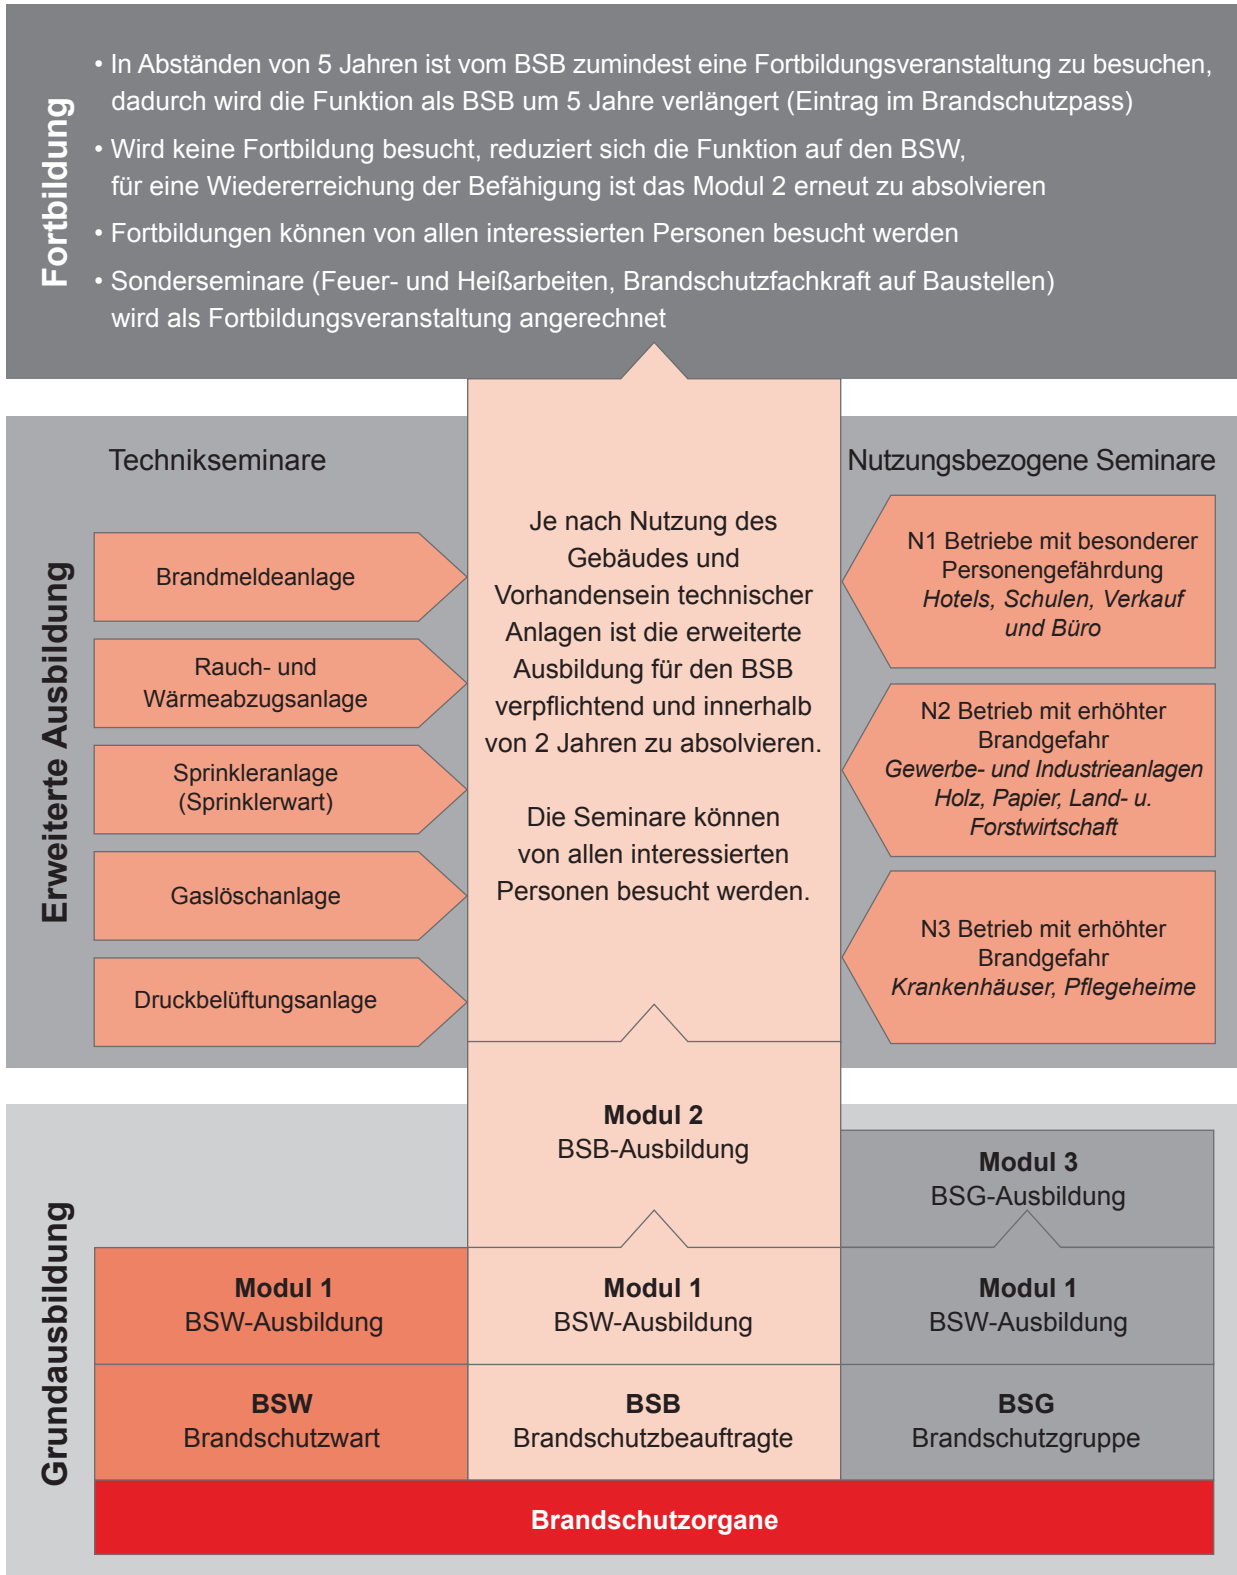 Fortbildung
• In Abständen von 5 Jahren ist vom BSB zumindest eine Fortbildungsveranstaltung zu besuchen,
dadurch wird die Funktion als BSB um 5 Jahre verlängert (Eintrag im Brandschutzpass)
• Wird keine Fortbildung besucht, reduziert sich die Funktion auf den BSW,
für eine Wiedererreichung der Befähigung ist das Modul 2 erneut zu absolvieren
• Fortbildungen können von allen interessierten Personen besucht werden
• Sonderseminare (Feuer- und Heißarbeiten, Brandschutzfachkraft auf Baustellen)
wird als Fortbildungsveranstaltung angerechnet
Erweiterte Ausbildung
Technikseminare
Brandmeldeanlage
Rauch- und
Wärmeabzugsanlage
Sprinkleranlage
(Sprinklerwart)
Gaslöschanlage
Druckbelüftungsanlage
Je nach Nutzung des
Gebäudes und
Vorhandensein technischer
Anlagen ist die erweiterte
Ausbildung für den BSB
verpflichtend und innerhalb
von 2 Jahren zu absolvieren.
Die Seminare können
von allen interessierten
Personen besucht werden.
Nutzungsbezogene Seminare
N1 Betriebe mit besonderer
Personengefährdung
Hotels, Schulen, Verkauf
und Büro
N2 Betrieb mit erhöhter
Brandgefahr
Gewerbe- und Industrieanlagen
Holz, Papier, Land- u.
Forstwirtschaft
N3 Betrieb mit erhöhter
Brandgefahr
Krankenhäuser, Pflegeheime
Grundausbildung
Modul 2
BSB-Ausbildung
Modul 3
BSG-Ausbildung
Modul 1
BSW-Ausbildung
Modul 1
BSW-Ausbildung
Modul 1
BSW-Ausbildung
BSW
Brandschutzwart
BSB
Brandschutzbeauftragte
BSG
Brandschutzgruppe
Brandschutzorgane